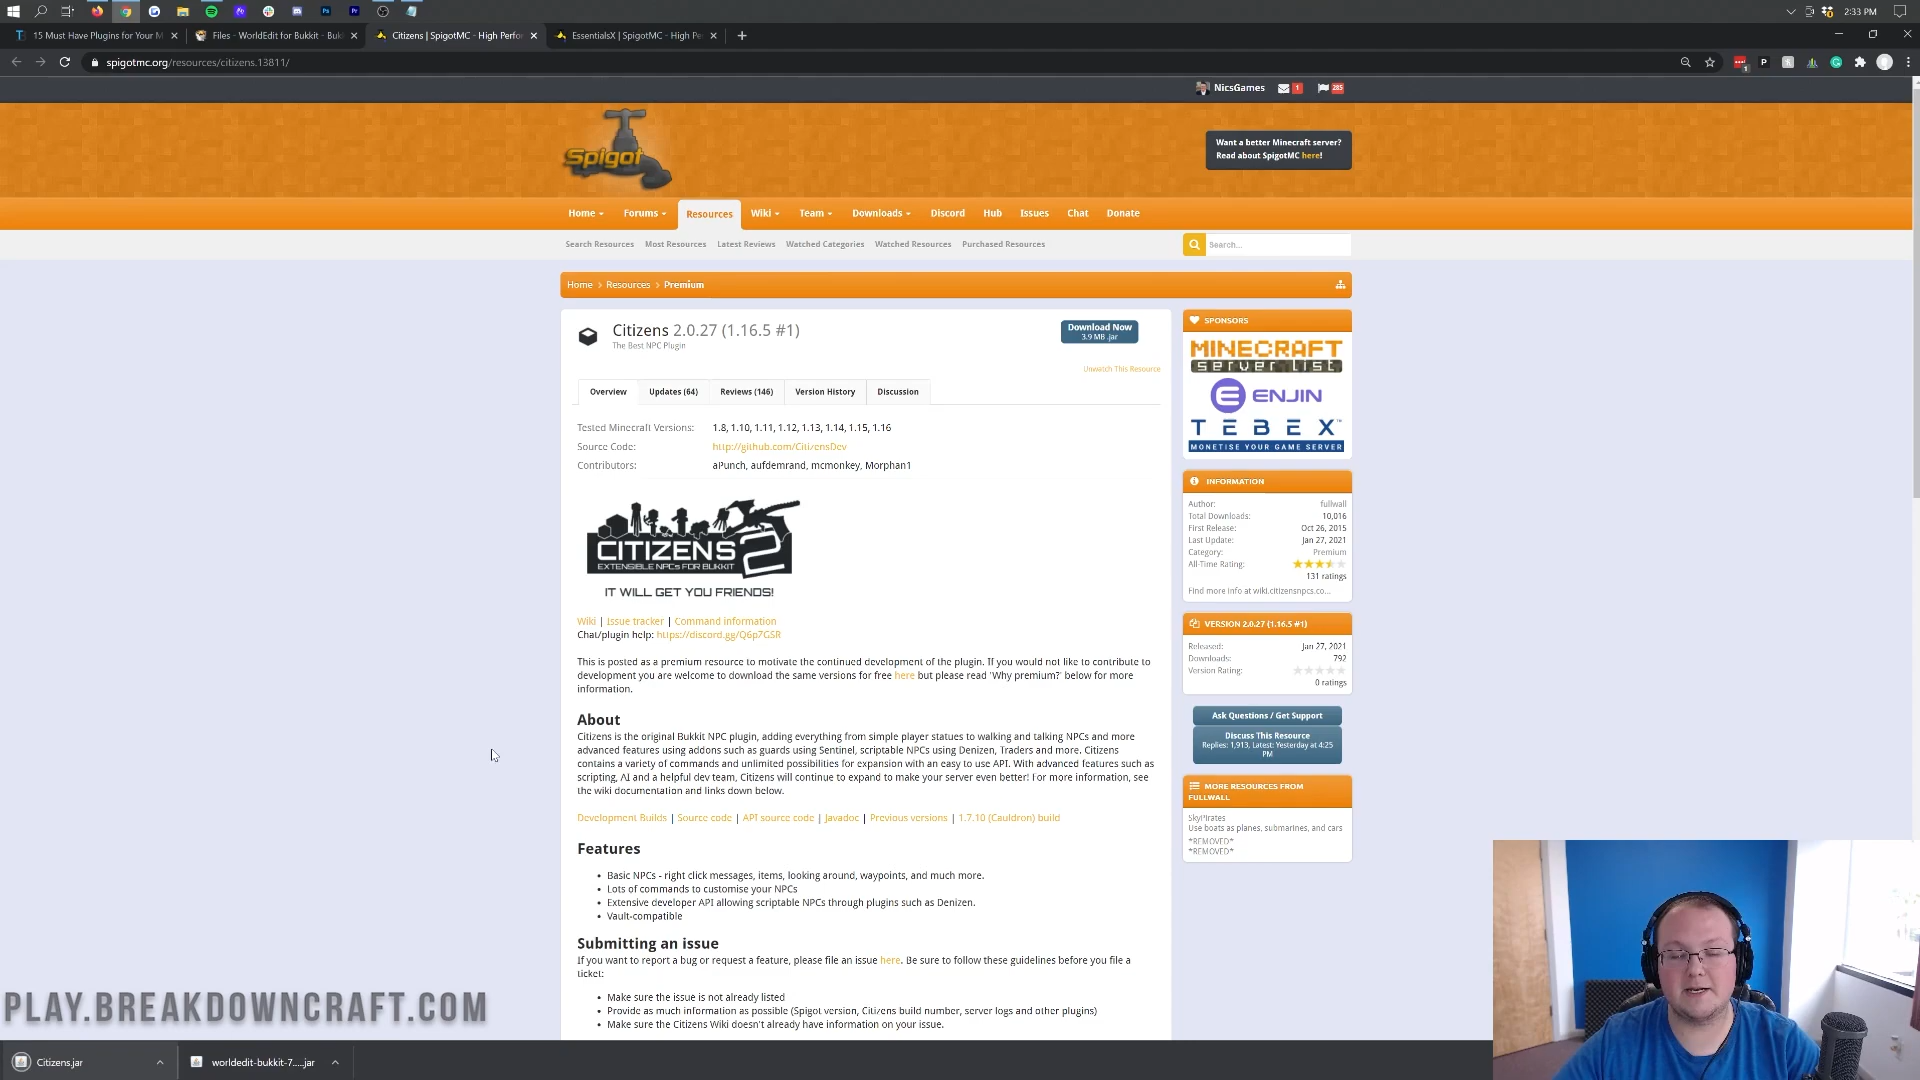 2:33 PM
15 Must Have Plugins for Your M
Files - WorldEdit for Bukkit - Buk
Citizens | SpigotMC - High Perfo
EssentialsX | SpigotMC - High Pe
spigotmc.org/resources/citizens.13811/
NicsGames 1 285
Spigot
Want a better Minecraft server?
Read about SpigotMC here!
Home Forums Resources Wiki Team Downloads Discord Hub Issues Chat Donate
Search Resources Most Resources Latest Reviews Watched Categories Watched Resources Purchased Resources
Search...
Home > Resources > Premium
Citizens 2.0.27 (1.16.5 #1)
The Best NPC Plugin
Download Now
3.9 MB .jar
Unwatch This Resource
Overview Updates (64) Reviews (146) Version History Discussion
Tested Minecraft Versions: 1.8, 1.10, 1.11, 1.12, 1.13, 1.14, 1.15, 1.16
Source Code: http://github.com/CitizensDev
Contributors: aPunch, aufdemrand, mcmonkey, Morphan1
CITIZENS 2
EXTENSIBLE NPCS FOR BUKKIT
IT WILL GET YOU FRIENDS!
Wiki | Issue tracker | Command information
Chat/plugin help: https://discord.gg/Q6pZGSR
This is posted as a premium resource to motivate the continued development of the plugin. If you would not like to contribute to
development you are welcome to download the same versions for free here but please read 'Why premium?' below for more
information.
About
Citizens is the original Bukkit NPC plugin, adding everything from simple player statues to walking and talking NPCs and more
advanced features using addons such as guards using Sentinel, scriptable NPCs using Denizen, Traders and more. Citizens
contains a variety of commands and unlimited possibilities for expansion with an easy to use API. With advanced features such as
scripting, AI and a helpful dev team, Citizens will continue to expand to make your server even better! For more information, see
the wiki documentation and links down below.
Development Builds | Source code | API source code | Javadoc | Previous versions | 1.7.10 (Cauldron) build
Features
• Basic NPCs - right click messages, items, looking around, waypoints, and much more.
• Lots of commands to customise your NPCs
• Extensive developer API allowing scriptable NPCs through plugins such as Denizen.
• Vault-compatible
Submitting an issue
If you want to report a bug or request a feature, please file an issue here. Be sure to follow these guidelines before you file a
ticket:
• Make sure the issue is not already listed
• Provide as much information as possible (Spigot version, Citizens build number, server logs and other plugins)
• Make sure the Citizens Wiki doesn't already have information on your issue.
SPONSORS
MINECRAFT
server list
ENJIN
TEBEX
MONETISE YOUR GAME SERVER
INFORMATION
Author: fullwall
Total Downloads: 10,016
First Release: Oct 26, 2015
Last Update: Jan 27, 2021
Category: Premium
All-Time Rating:
131 ratings
Find more info at wiki.citizensnpcs.co...
VERSION 2.0.27 (1.16.5 #1)
Released: Jan 27, 2021
Downloads: 792
Version Rating:
0 ratings
Ask Questions / Get Support
Discuss This Resource
Replies: 1,913, Latest: Yesterday at 4:25
PM
MORE RESOURCES FROM
FULLWALL
SkyPirates
Use boats as planes, submarines, and cars
*REMOVED*
*REMOVED*
PLAY.BREAKDOWNCRAFT.COM
Citizens.jar
worldedit-bukkit-7.....jar